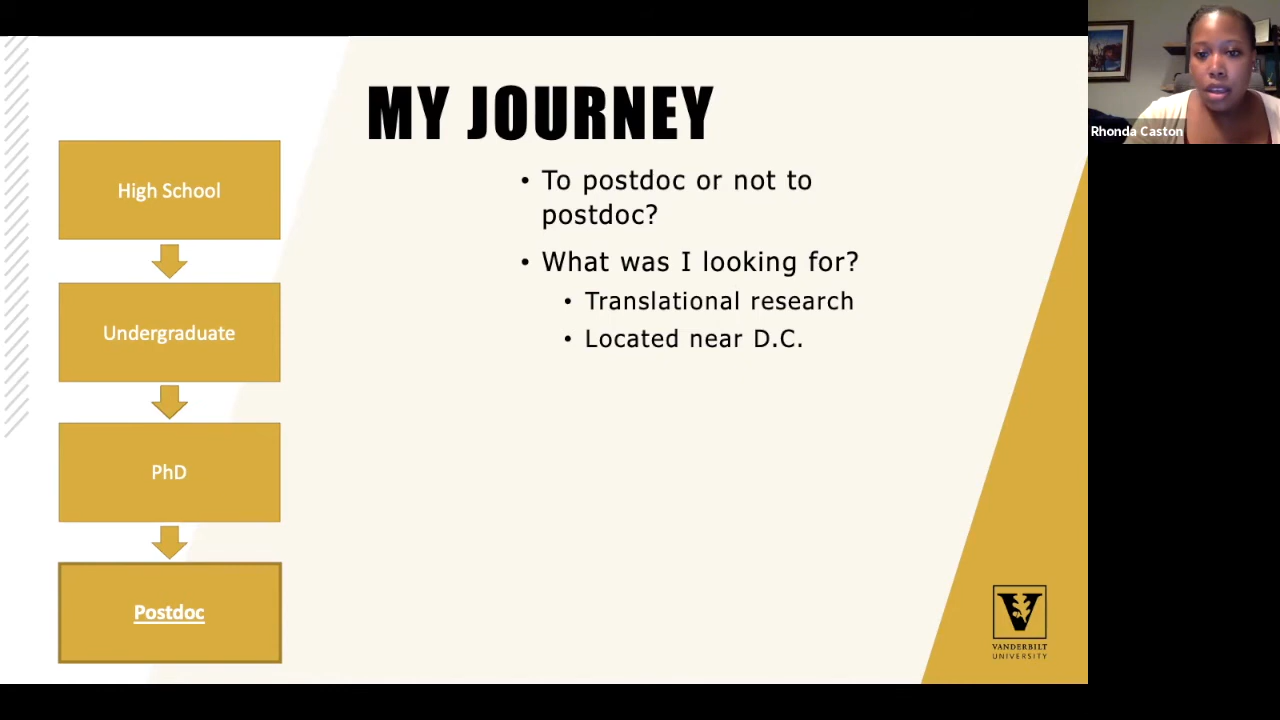 MY JOURNEY
High School
Undergraduate
PhD
Postdoc
• To postdoc or not to
postdoc?
• What was I looking for?
• Translational research
• Located near D.C.
V
VANDERBILT
UNIVERSITY
Rhonda Caston